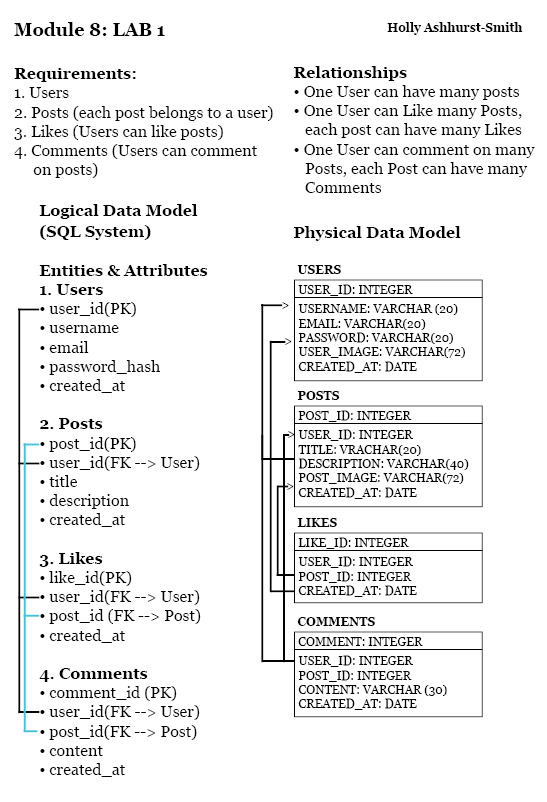 Module 8: LAB 1
Holly Ashhurst-Smith
Requirements:
1. Users
2. Posts (each post belongs to a user)
3. Likes (Users can like posts)
4. Comments (Users can comment
on posts)
Relationships
• One User can have many posts
• One User can Like many Posts,
each post can have many Likes
• One User can comment on many
Posts, each Post can have many
Comments
Logical Data Model
(SQL System)
Entities & Attributes
1. Users
• user_id(PK)
• username
• email
• password_hash
• created_at
2. Posts
• post_id(PK)
• user_id(FK --> User)
• title
• description
• created_at
3. Likes
• like_id(PK)
• user_id(FK --> User)
• post_id (FK --> Post)
• created_at
4. Comments
• comment_id (PK)
• user_id(FK --> User)
• post_id(FK --> Post)
• content
• created_at
Physical Data Model
USERS
USER_ID: INTEGER
USERNAME: VARCHAR (20)
EMAIL: VARCHAR(20)
PASSWORD: VARCHAR(20)
USER_IMAGE: VARCHAR(72)
CREATED_AT: DATE
POSTS
POST_ID: INTEGER
USER_ID: INTEGER
TITLE: VRACHAR(20)
DESCRIPTION: VARCHAR(40)
POST_IMAGE: VARCHAR(72)
CREATED_AT: DATE
LIKES
LIKE_ID: INTEGER
USER_ID: INTEGER
POST_ID: INTEGER
CREATED_AT: DATE
COMMENTS
COMMENT: INTEGER
USER_ID: INTEGER
POST_ID: INTEGER
CONTENT: VARCHAR (30)
CREATED_AT: DATE